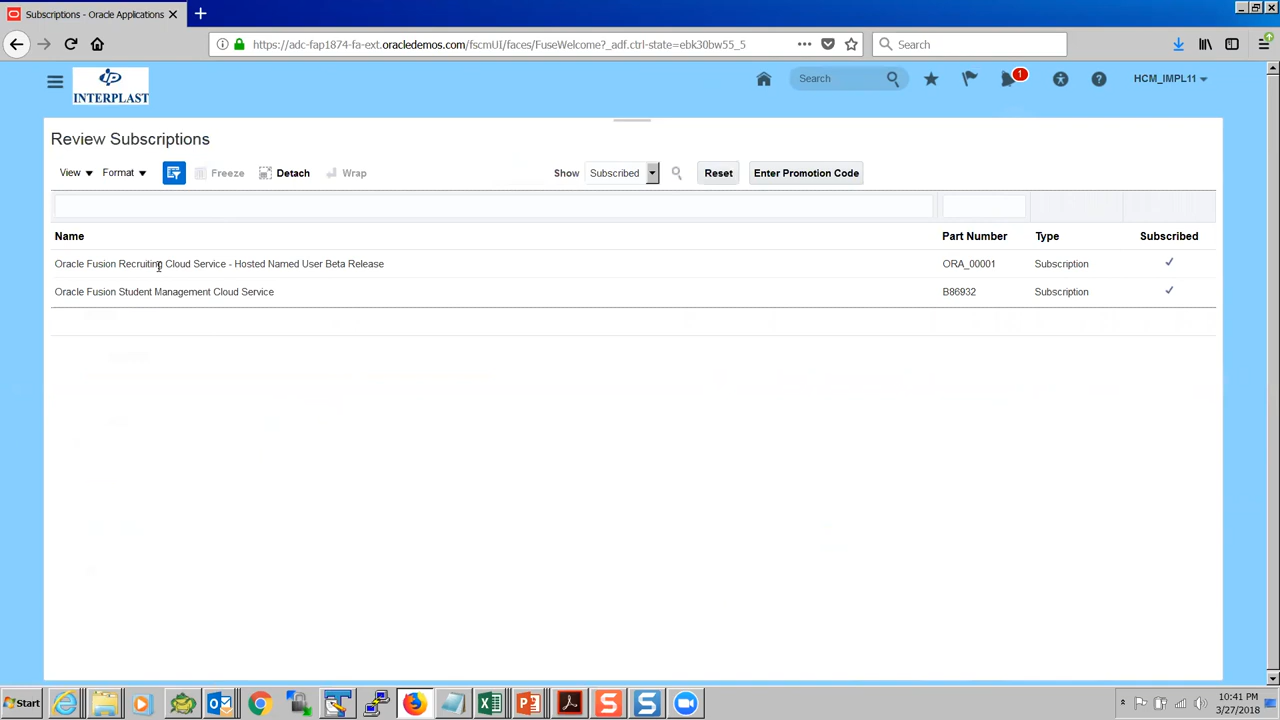 Subscriptions - Oracle Applications
https://adc-fap1874-fa-ext.oracledemos.com/fscmUI/faces/FuseWelcome?_adf.ctrl-state=ebk30bw55_5
Search
INTERPLAST
Search
1
HCM_IMPL11
Review Subscriptions
View Format Freeze Detach Wrap Show Subscribed Reset Enter Promotion Code
Name Part Number Type Subscribed
Oracle Fusion Recruiting Cloud Service - Hosted Named User Beta Release ORA_00001 Subscription
Oracle Fusion Student Management Cloud Service B86932 Subscription
Start
10:41 PM
3/27/2018